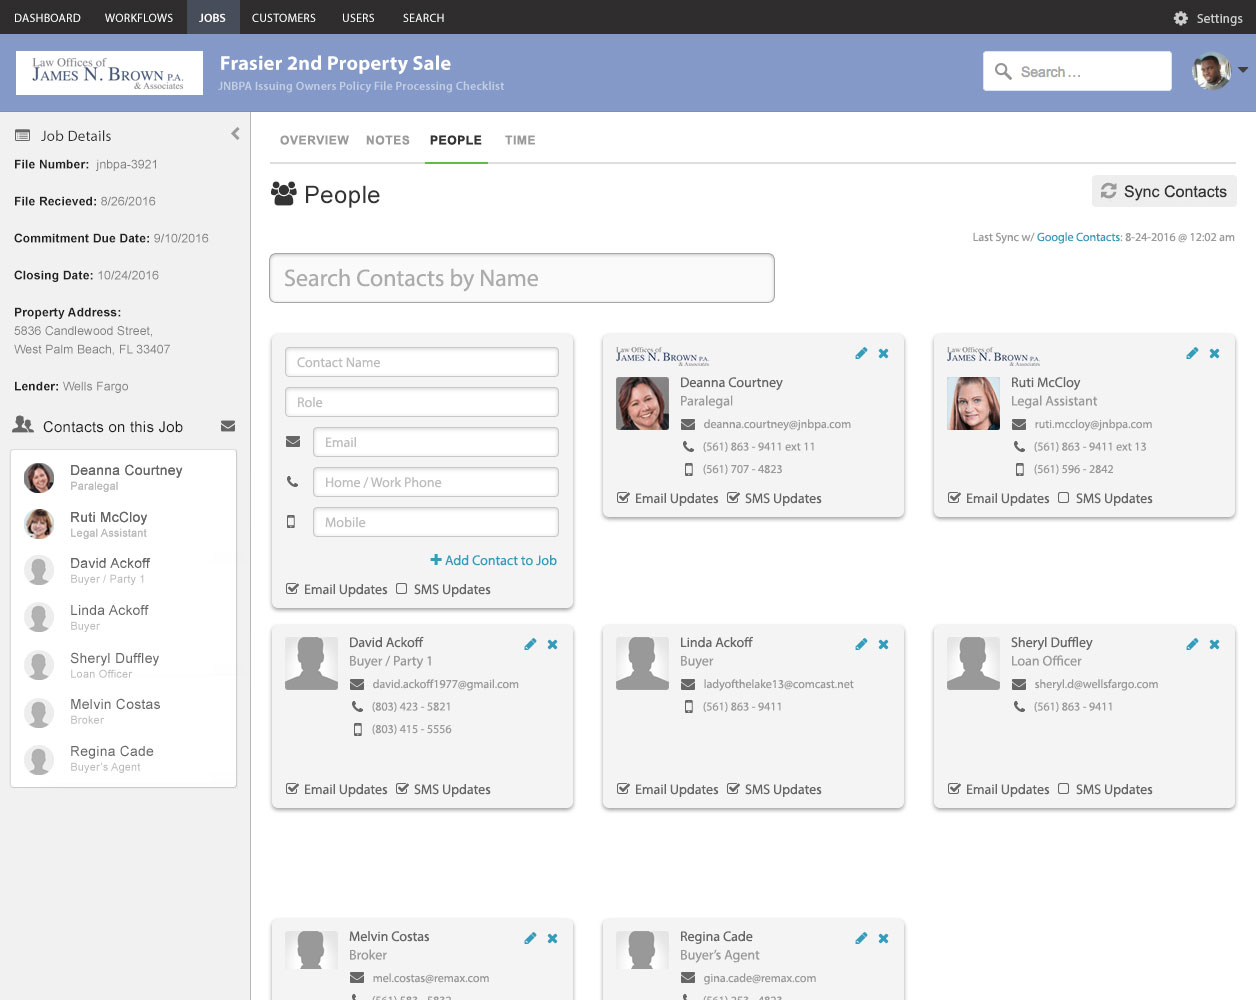 DASHBOARD WORKFLOWS JOBS CUSTOMERS USERS SEARCH Settings
Law Offices of
JAMES N. BROWN P.A.
& Associates
Frasier 2nd Property Sale
JNBPA Issuing Owners Policy File Processing Checklist
Search ...
Job Details
File Number: jnbpa-3921
File Recieved: 8/26/2016
Commitment Due Date: 9/10/2016
Closing Date: 10/24/2016
Property Address:
5836 Candlewood Street,
West Palm Beach, FL 33407
Lender: Wells Fargo
Contacts on this Job
Deanna Courtney
Paralegal
Ruti McCloy
Legal Assistant
David Ackoff
Buyer / Party 1
Linda Ackoff
Buyer
Sheryl Duffley
Loan Officer
Melvin Costas
Broker
Regina Cade
Buyer's Agent
OVERVIEW NOTES PEOPLE TIME
People
Sync Contacts
Last Sync w/ Google Contacts: 8-24-2016 @ 12:02 am
Search Contacts by Name
Contact Name
Role
Email
Home / Work Phone
Mobile
Add Contact to Job
Email Updates SMS Updates
Law Offices of
JAMES N. BROWN P.A.
& Associates
Deanna Courtney
Paralegal
deanna.courtney@jnbpa.com
(561) 863 - 9411 ext 11
(561) 707 - 4823
Email Updates SMS Updates
Law Offices of
JAMES N. BROWN P.A.
& Associates
Ruti McCloy
Legal Assistant
ruti.mccloy@jnbpa.com
(561) 863 - 9411 ext 13
(561) 596 - 2842
Email Updates SMS Updates
David Ackoff
Buyer / Party 1
david.ackoff1977@gmail.com
(803) 423 - 5821
(803) 415 - 5556
Email Updates SMS Updates
Linda Ackoff
Buyer
ladyofthelake13@comcast.net
(561) 863 - 9411
Email Updates SMS Updates
Sheryl Duffley
Loan Officer
sheryl.d@wellsfargo.com
(561) 863 - 9411
Email Updates SMS Updates
Melvin Costas
Broker
mel.costas@remax.com
(561) 583 - 5832
Regina Cade
Buyer's Agent
gina.cade@remax.com
(561) 253 - 4823